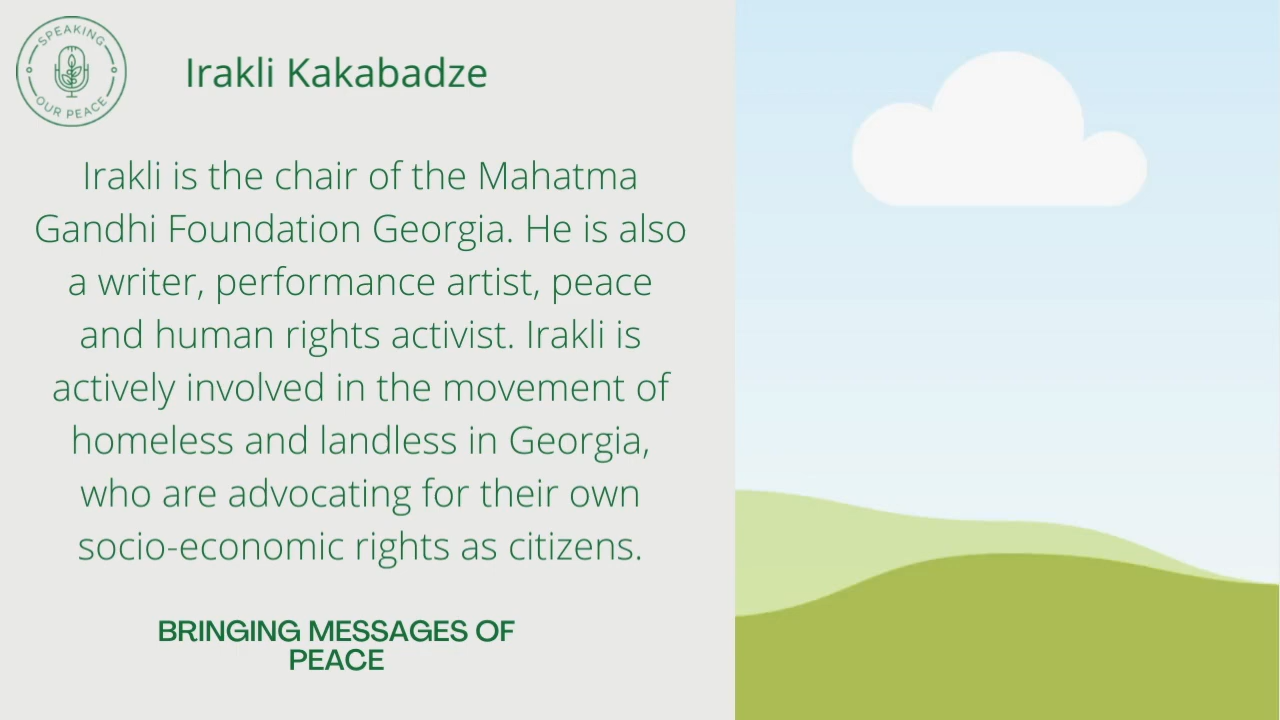 SPEAKING
OUR PEACE
Irakli Kakabadze
Irakli is the chair of the Mahatma
Gandhi Foundation Georgia. He is also
a writer, performance artist, peace
and human rights activist. Irakli is
actively involved in the movement of
homeless and landless in Georgia,
who are advocating for their own
socio-economic rights as citizens.
BRINGING MESSAGES OF
PEACE